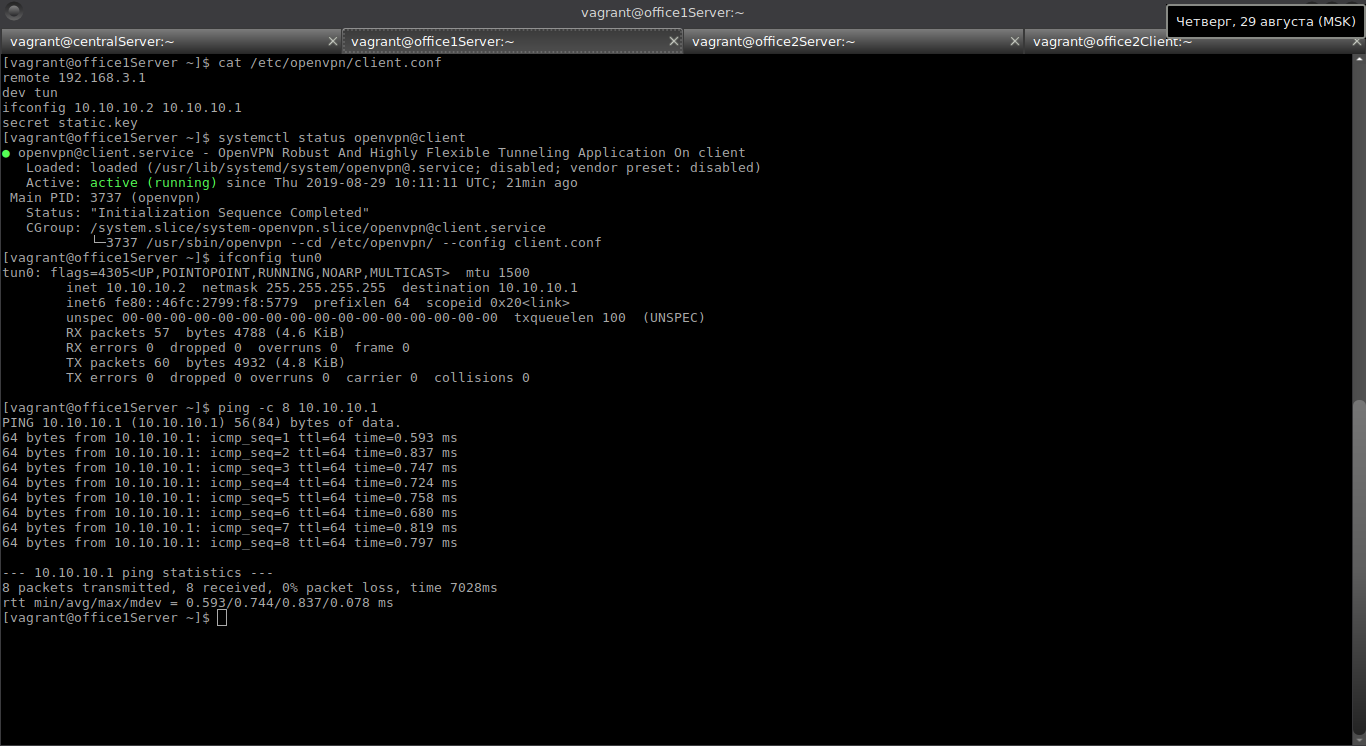 vagrant@office1Server:~
Четверг, 29 августа (MSK)
vagrant@centralServer:~
vagrant@office1Server:~
vagrant@office2Server:~
vagrant@office2Client:~
[vagrant@office1Server ~]$ cat /etc/openvpn/client.conf
remote 192.168.3.1
dev tun
ifconfig 10.10.10.2 10.10.10.1
secret static.key
[vagrant@office1Server ~]$ systemctl status openvpn@client
● openvpn@client.service - OpenVPN Robust And Highly Flexible Tunneling Application On client
   Loaded: loaded (/usr/lib/systemd/system/openvpn@.service; disabled; vendor preset: disabled)
   Active: active (running) since Thu 2019-08-29 10:11:11 UTC; 21min ago
 Main PID: 3737 (openvpn)
   Status: "Initialization Sequence Completed"
   CGroup: /system.slice/system-openvpn.slice/openvpn@client.service
           └─3737 /usr/sbin/openvpn --cd /etc/openvpn/ --config client.conf
[vagrant@office1Server ~]$ ifconfig tun0
tun0: flags=4305<UP,POINTOPOINT,RUNNING,NOARP,MULTICAST>  mtu 1500
        inet 10.10.10.2  netmask 255.255.255.255  destination 10.10.10.1
        inet6 fe80::46fc:2799:f8:5779  prefixlen 64  scopeid 0x20<link>
        unspec 00-00-00-00-00-00-00-00-00-00-00-00-00-00-00-00  txqueuelen 100  (UNSPEC)
        RX packets 57  bytes 4788 (4.6 KiB)
        RX errors 0  dropped 0  overruns 0  frame 0
        TX packets 60  bytes 4932 (4.8 KiB)
        TX errors 0  dropped 0 overruns 0  carrier 0  collisions 0
[vagrant@office1Server ~]$ ping -c 8 10.10.10.1
PING 10.10.10.1 (10.10.10.1) 56(84) bytes of data.
64 bytes from 10.10.10.1: icmp_seq=1 ttl=64 time=0.593 ms
64 bytes from 10.10.10.1: icmp_seq=2 ttl=64 time=0.837 ms
64 bytes from 10.10.10.1: icmp_seq=3 ttl=64 time=0.747 ms
64 bytes from 10.10.10.1: icmp_seq=4 ttl=64 time=0.724 ms
64 bytes from 10.10.10.1: icmp_seq=5 ttl=64 time=0.758 ms
64 bytes from 10.10.10.1: icmp_seq=6 ttl=64 time=0.680 ms
64 bytes from 10.10.10.1: icmp_seq=7 ttl=64 time=0.819 ms
64 bytes from 10.10.10.1: icmp_seq=8 ttl=64 time=0.797 ms
--- 10.10.10.1 ping statistics ---
8 packets transmitted, 8 received, 0% packet loss, time 7028ms
rtt min/avg/max/mdev = 0.593/0.744/0.837/0.078 ms
[vagrant@office1Server ~]$